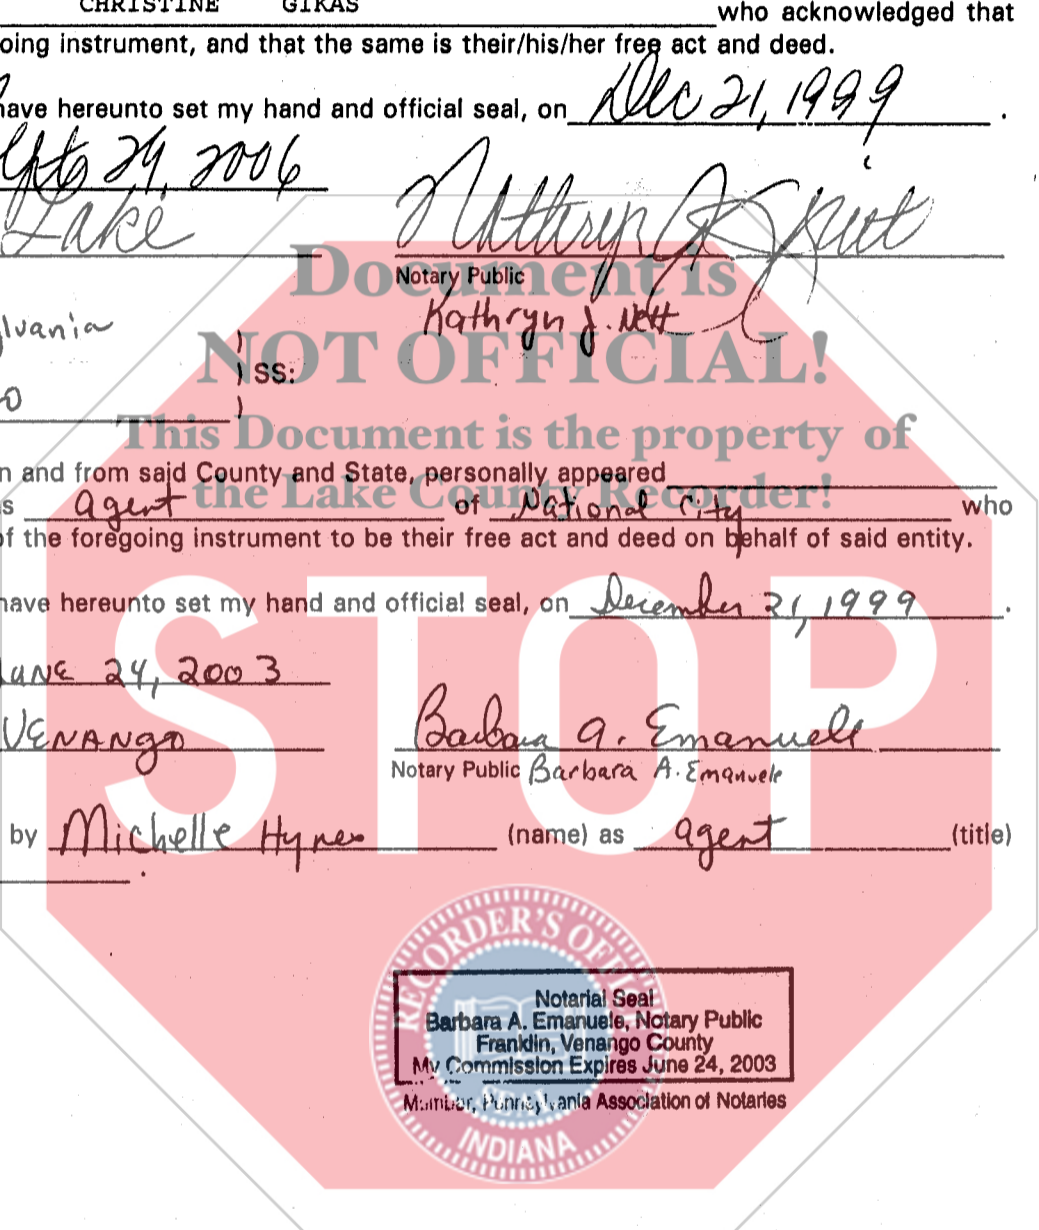 CHRISTINE GIKAS who acknowledged that
oing instrument, and that the same is their/his/her free act and deed.
have hereunto set my hand and official seal, on Dec 21, 1999 .
24, 2006
Lake
Document is
Notary Public
Kathryn J.
lvania
NOT OFFICIAL!
) SS:
O
This Document is the property of
n and from said County and State, personally appeared
the Lake County Recorder!
s agent of National City who
of the foregoing instrument to be their free act and deed on behalf of said entity.
have hereunto set my hand and official seal, on December 21, 1999 .
STOP
UNE 24, 2003
VENANGO
Barbara A. Emanuele
Notary Public Barbara A. Emanuele
by Michelle Hynes (name) as agent (title)
RECORDER'S OFFICE
Notarial Seal
Barbara A. Emanuele, Notary Public
Franklin, Venango County
My Commission Expires June 24, 2003
SEAL
Member, Pennsylvania Association of Notaries
INDIANA